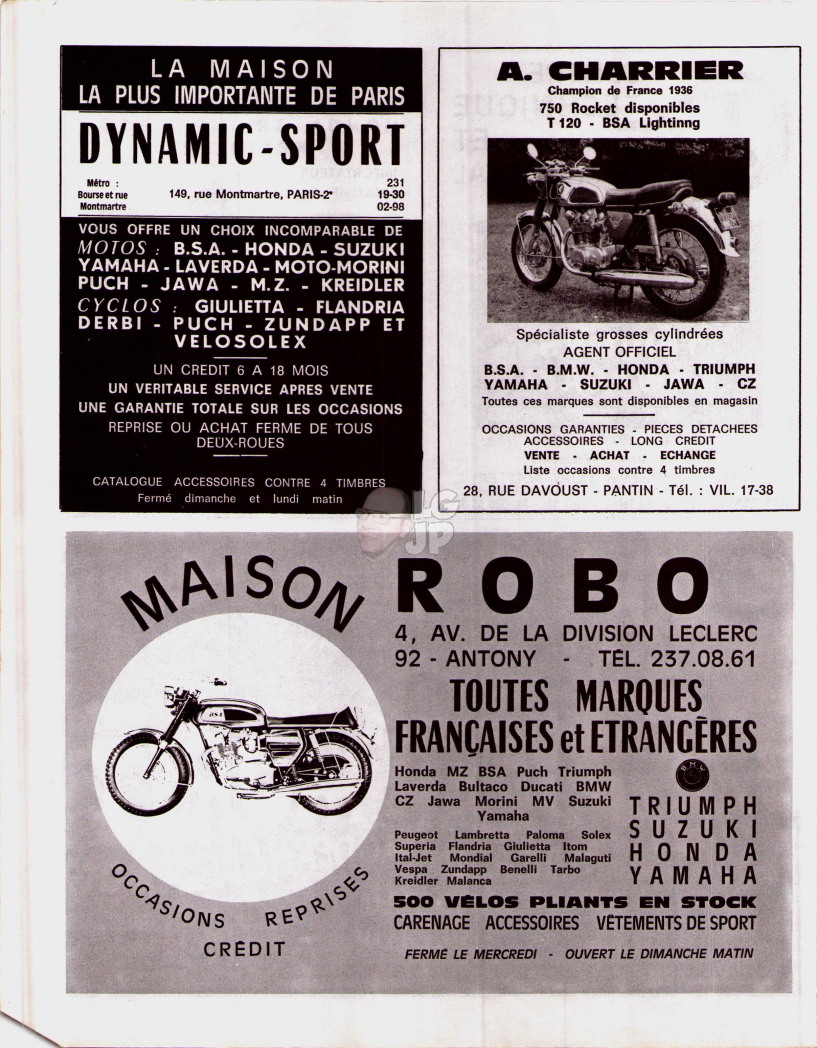 LA MAISON
LA PLUS IMPORTANTE DE PARIS
DYNAMIC-SPORT
Métro :
Bourse et rue
Montmartre
149, rue Montmartre, PARIS-2e
231
19-30
02-98
VOUS OFFRE UN CHOIX INCOMPARABLE DE
MOTOS : B.S.A. - HONDA - SUZUKI
YAMAHA - LAVERDA - MOTO-MORINI
PUCH - JAWA - M.Z. - KREIDLER
CYCLOS : GIULIETTA - FLANDRIA
DERBI - PUCH - ZUNDAPP ET
VELOSOLEX
UN CREDIT 6 A 18 MOIS
UN VERITABLE SERVICE APRES VENTE
UNE GARANTIE TOTALE SUR LES OCCASIONS
REPRISE OU ACHAT FERME DE TOUS
DEUX-ROUES
CATALOGUE ACCESSOIRES CONTRE 4 TIMBRES
Fermé dimanche et lundi matin
A. CHARRIER
Champion de France 1936
750 Rocket disponibles
T 120 - BSA Lightinng
Spécialiste grosses cylindrées
AGENT OFFICIEL
B.S.A. - B.M.W. - HONDA - TRIUMPH
YAMAHA - SUZUKI - JAWA - CZ
Toutes ces marques sont disponibles en magasin
OCCASIONS GARANTIES - PIECES DETACHEES
ACCESSOIRES - LONG CREDIT
VENTE - ACHAT - ECHANGE
Liste occasions contre 4 timbres
28, RUE DAVOUST - PANTIN - Tél. : VIL. 17-38
LG
JP
MAISON
BSA
OCCASIONS REPRISES
CRÉDIT
ROBO
4, AV. DE LA DIVISION LECLERC
92 - ANTONY - TÉL. 237.08.61
TOUTES MARQUES
FRANÇAISES et ETRANGÈRES
Honda MZ BSA Puch Triumph
Laverda Bultaco Ducati BMW
CZ Jawa Morini MV Suzuki
Yamaha
Peugeot Lambretta Paloma Solex
Superia Flandria Giulietta Itom
Ital-Jet Mondial Garelli Malaguti
Vespa Zundapp Benelli Tarbo
Kreidler Malanca
BMW
TRIUMPH
SUZUKI
HONDA
YAMAHA
500 VÉLOS PLIANTS EN STOCK
CARENAGE ACCESSOIRES VÊTEMENTS DE SPORT
FERMÉ LE MERCREDI - OUVERT LE DIMANCHE MATIN